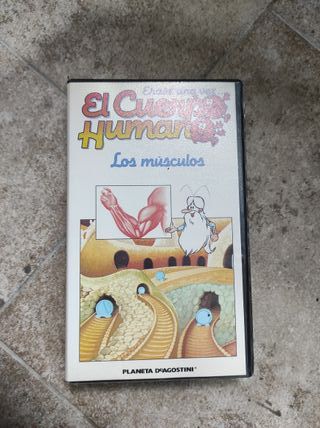 Érase una vez...
El Cuerpo
Humano
Los músculos
PLANETA DeAGOSTINI